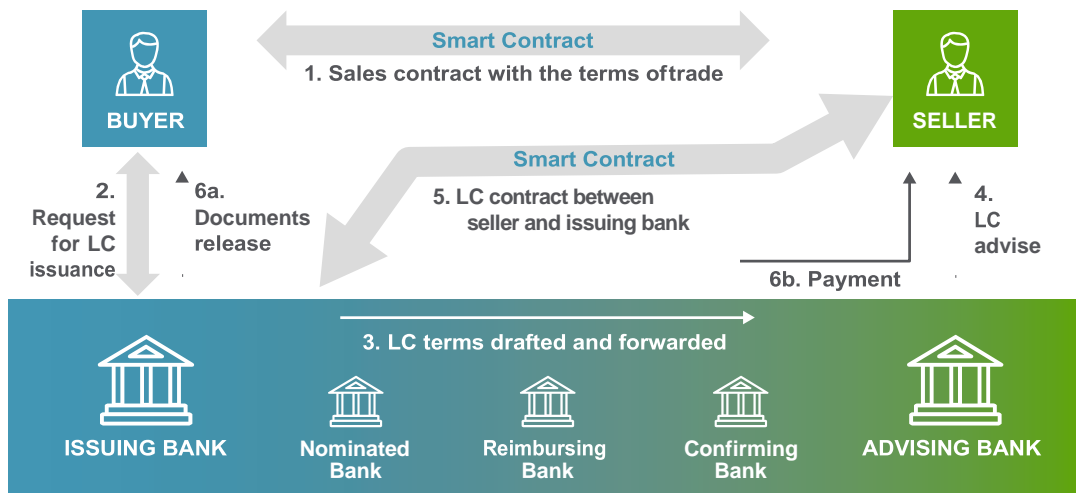 Smart Contract
1. Sales contract with the terms of trade
BUYER
SELLER
Smart Contract
5. LC contract between
seller and issuing bank
2.
Request
for LC
issuance
6a.
Documents
release
4.
LC
advise
6b. Payment
3. LC terms drafted and forwarded
ISSUING BANK
Nominated
Bank
Reimbursing
Bank
Confirming
Bank
ADVISING BANK